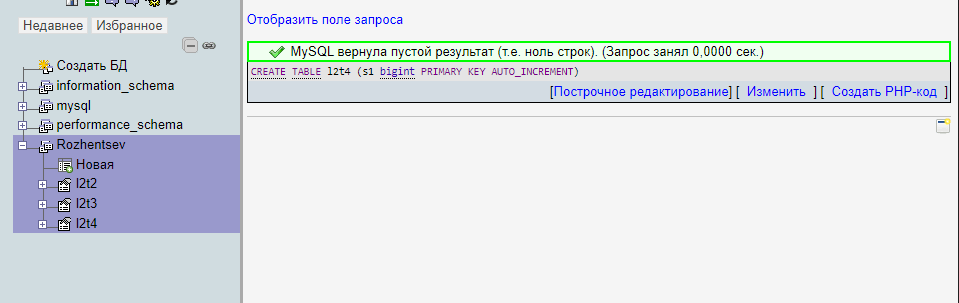 Недавнее Избранное
Создать БД
information_schema
mysql
performance_schema
Rozhentsev
Новая
l2t2
l2t3
l2t4
Отобразить поле запроса
MySQL вернула пустой результат (т.е. ноль строк). (Запрос занял 0,0000 сек.)
CREATE TABLE l2t4 (s1 bigint PRIMARY KEY AUTO_INCREMENT)
[Построчное редактирование] [ Изменить ] [ Создать PHP-код ]